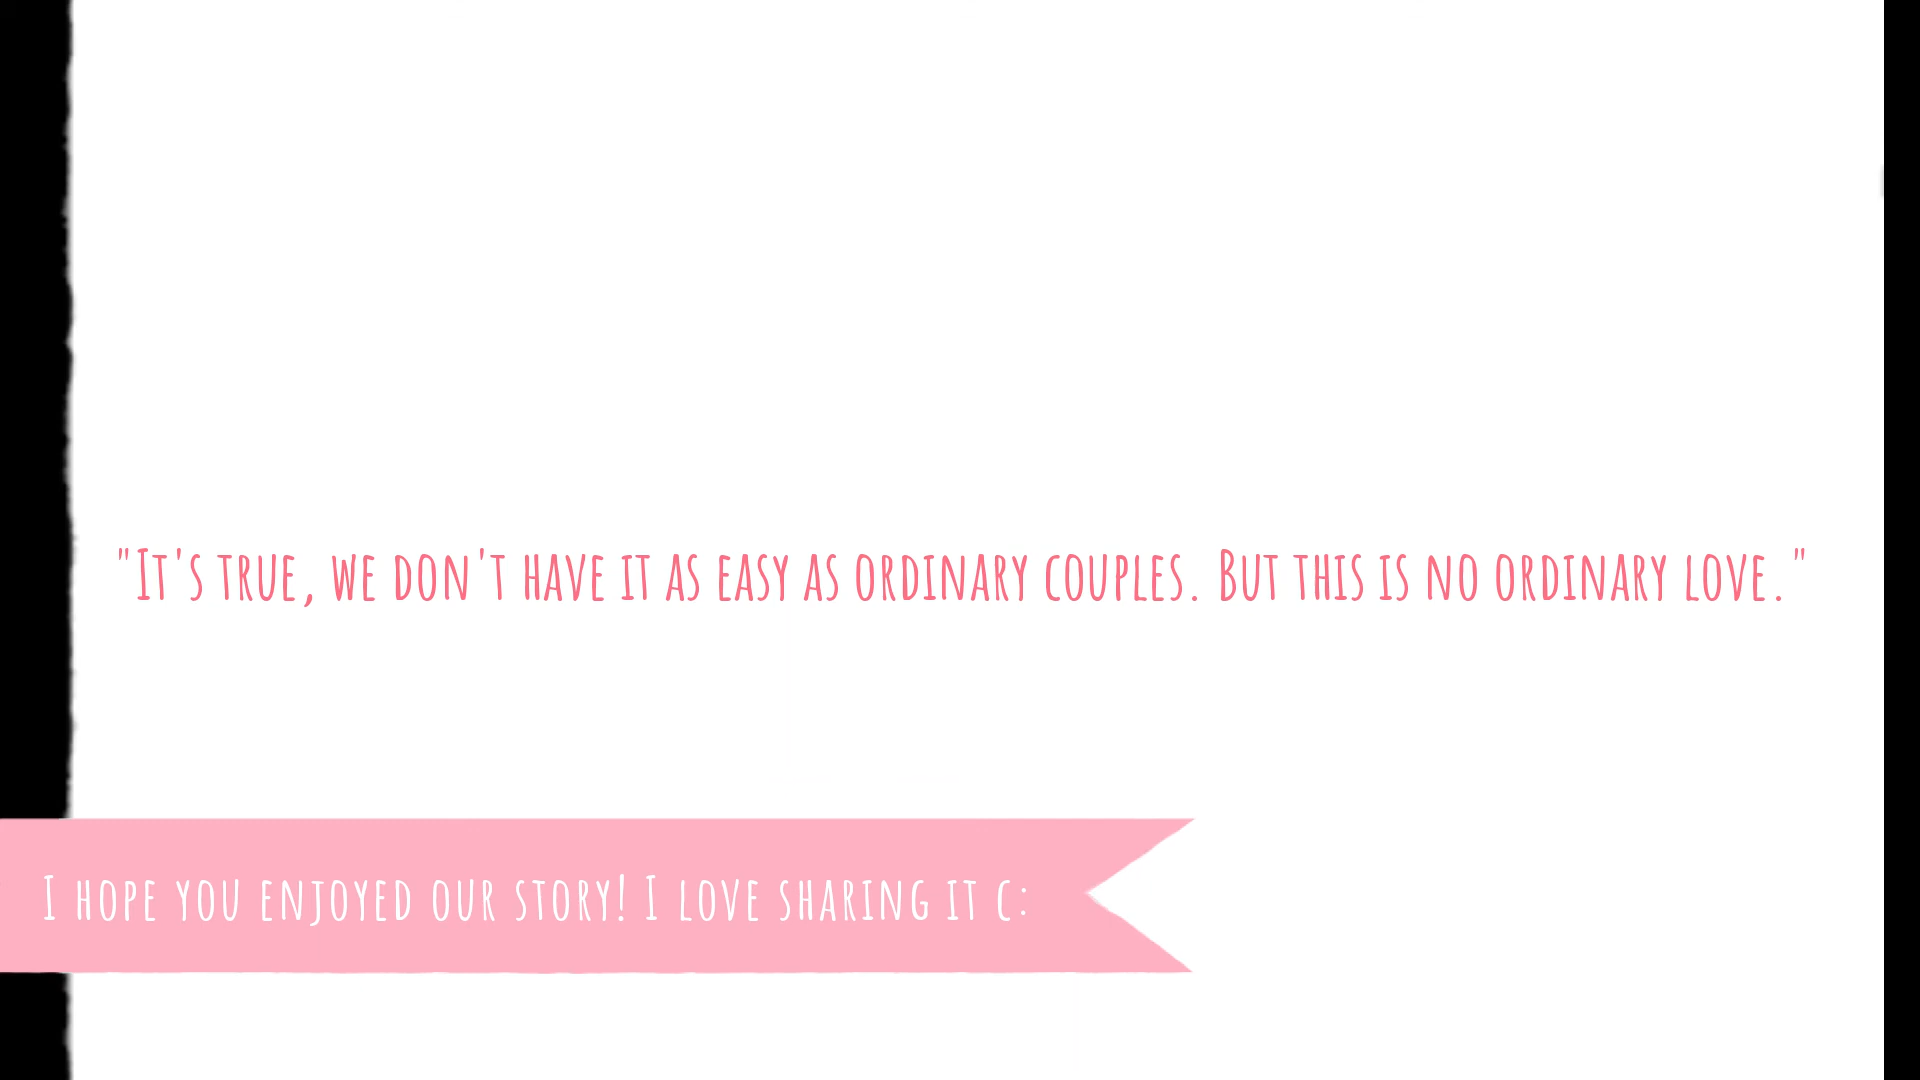 "It's true, we don't have it as easy as ordinary couples. But this is no ordinary love."
I hope you enjoyed our story! I love sharing it c: